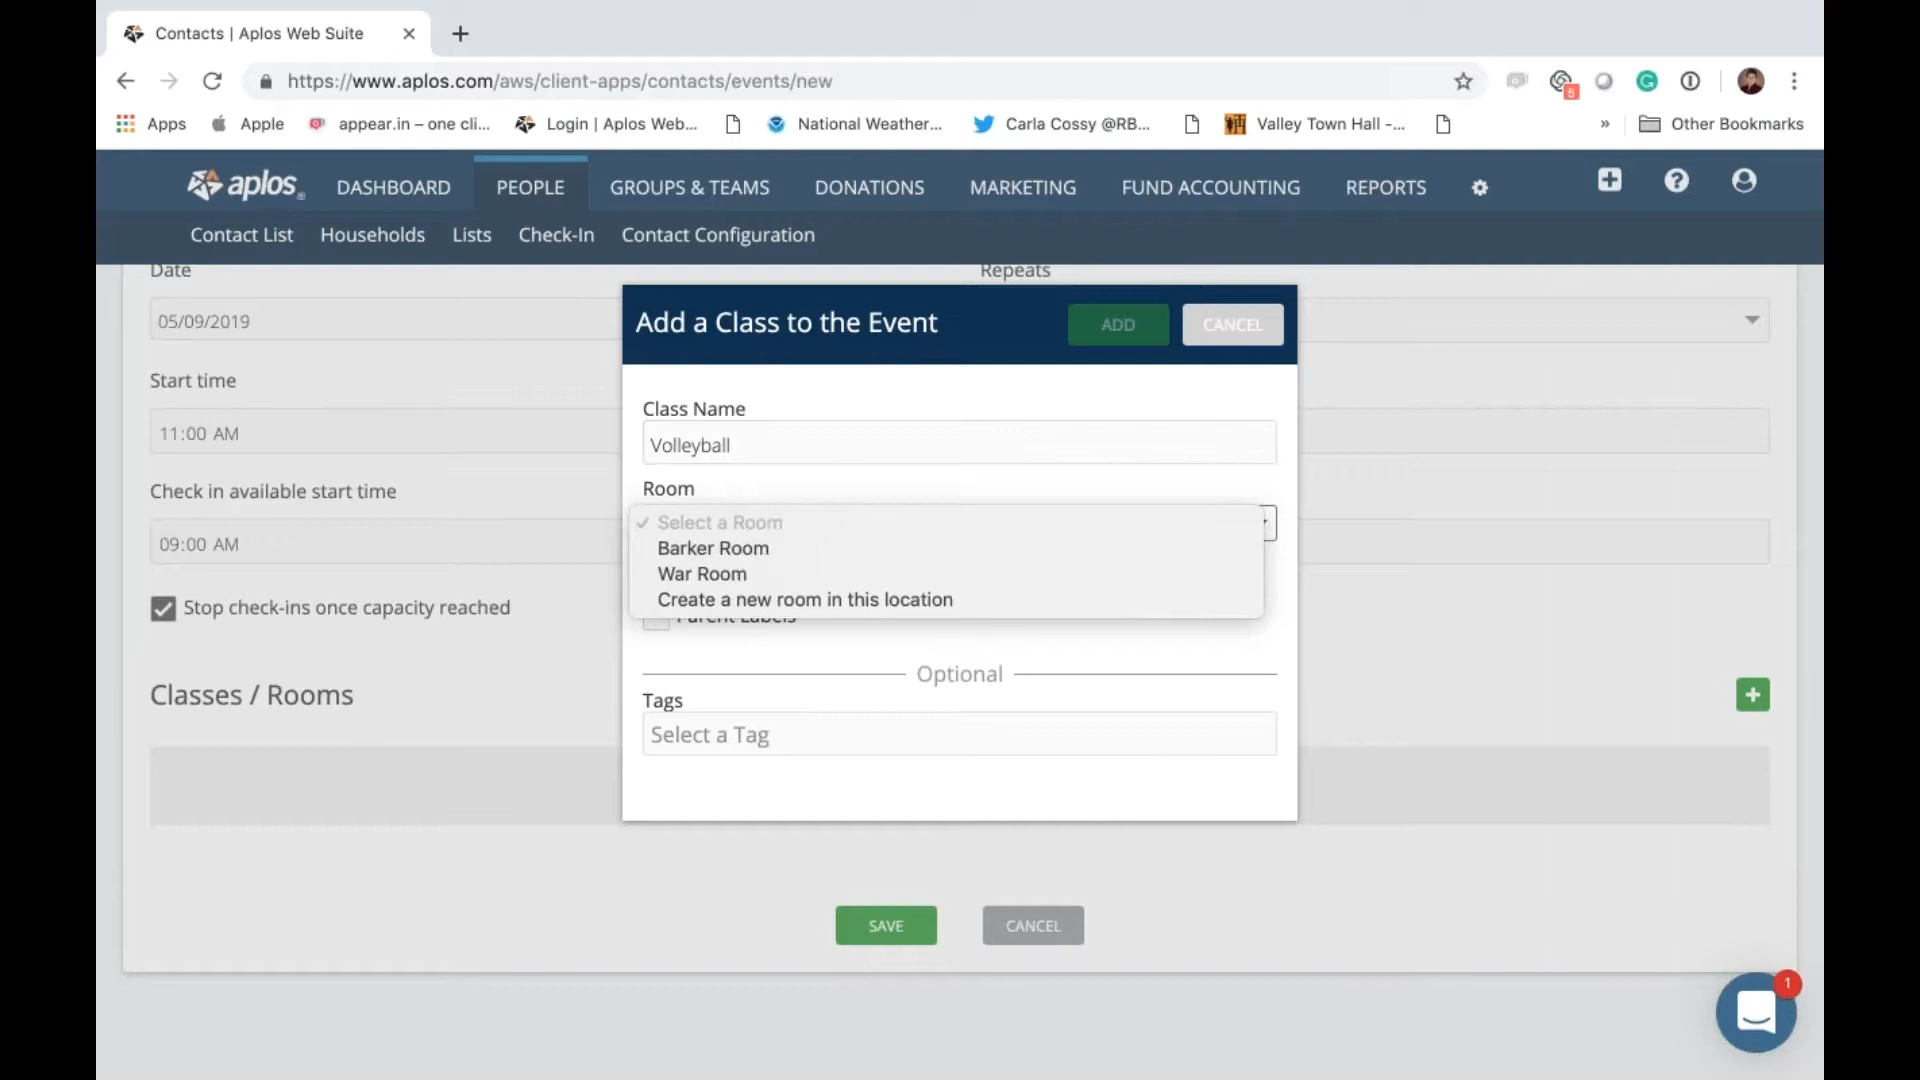 Contacts | Aplos Web Suite
https://www.aplos.com/aws/client-apps/contacts/events/new
5
Apps Apple appear.in – one cli... Login | Aplos Web... National Weather... Carla Cossy @RB... Valley Town Hall -... » Other Bookmarks
aplos DASHBOARD PEOPLE GROUPS & TEAMS DONATIONS MARKETING FUND ACCOUNTING REPORTS
Contact List Households Lists Check-In Contact Configuration
Date Repeats
05/09/2019
Start time
11:00 AM
Check in available start time
09:00 AM
Stop check-ins once capacity reached
Classes / Rooms
Add a Class to the Event ADD CANCEL
Class Name
Volleyball
Room
Select a Room
Barker Room
War Room
Create a new room in this location
Parent Labels
Optional
Tags
Select a Tag
SAVE CANCEL
1